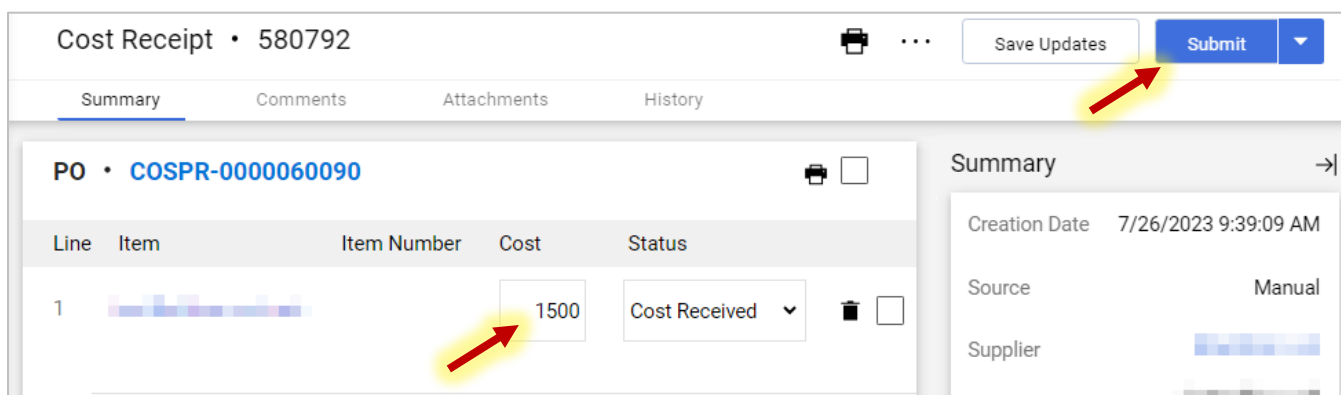 Cost Receipt • 580792
... Save Updates Submit
Summary Comments Attachments History
PO • COSPR-0000060090
Line Item Item Number Cost Status
1 1500 Cost Received
Summary
Creation Date 7/26/2023 9:39:09 AM
Source Manual
Supplier